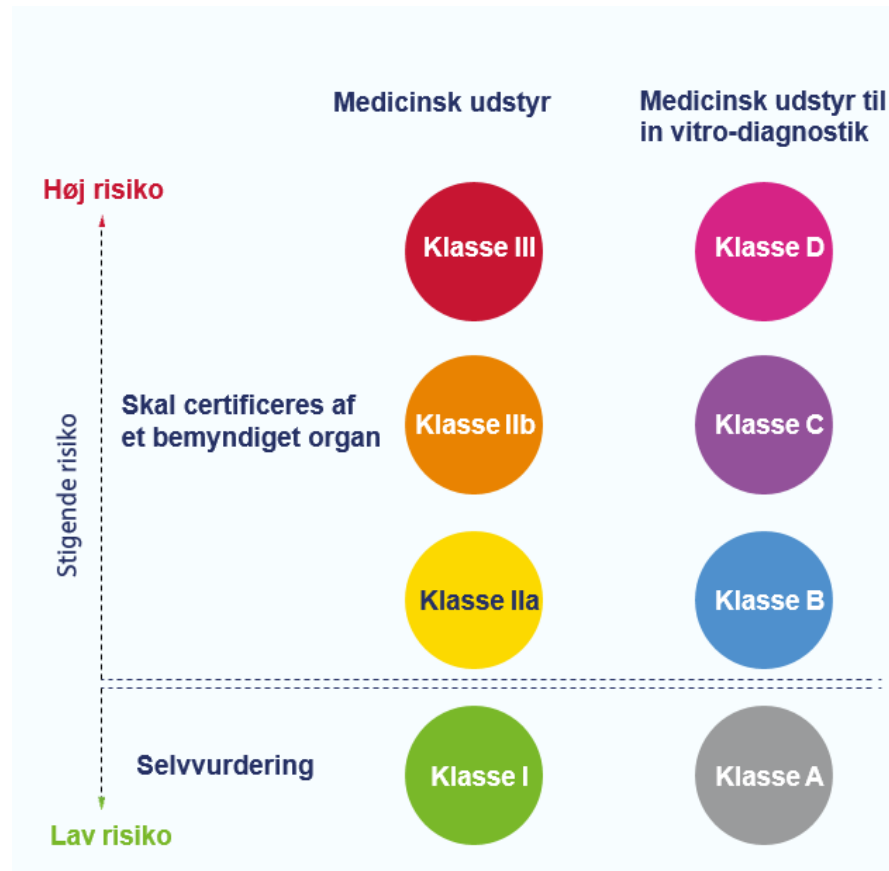 Medicinsk udstyr
Medicinsk udstyr til
in vitro-diagnostik
Høj risiko
Klasse III
Klasse D
Stigende risiko
Skal certificeres af
et bemyndiget organ
Klasse IIb
Klasse C
Klasse IIa
Klasse B
Selvvurdering
Klasse I
Klasse A
Lav risiko